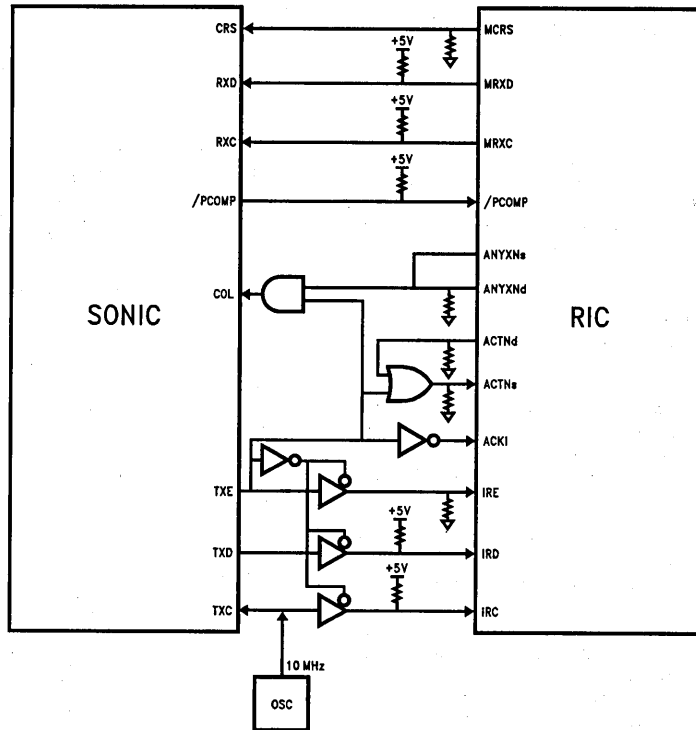 CRS
MCRS
+5V
RXD
MRXD
+5V
RXC
MRXC
+5V
/PCOMP
/PCOMP
ANYXNs
COL
ANYXNd
SONIC
RIC
ACTNd
ACTNs
ACKI
TXE
IRE
+5V
TXD
IRD
+5V
TXC
IRC
10 MHz
OSC